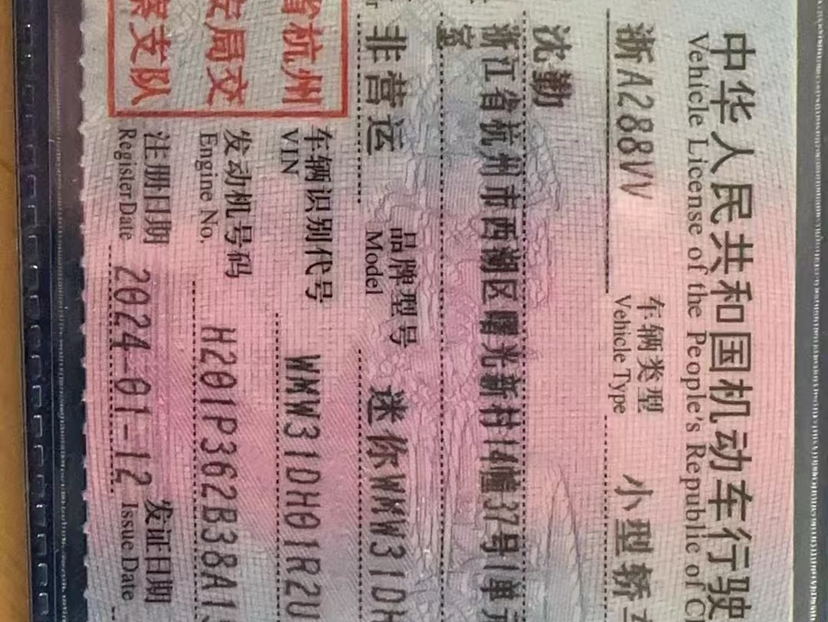 中华人民共和国机动车行驶
Vehicle License of the People's Republic of
浙A288VV 车辆类型 小型轿
Vehicle Type
沈勤
浙江省杭州市西湖区曙光新村14幢37号1单元
室
非营运 品牌型号 迷你WMW31DH
Model
省杭州 车辆识别代号 WMW31DH01R2U
VIN
安局交 发动机号码 H201P362B38A1
Engine No.
支队 注册日期 2024-01-12 发证日期
Register Date Issue Date